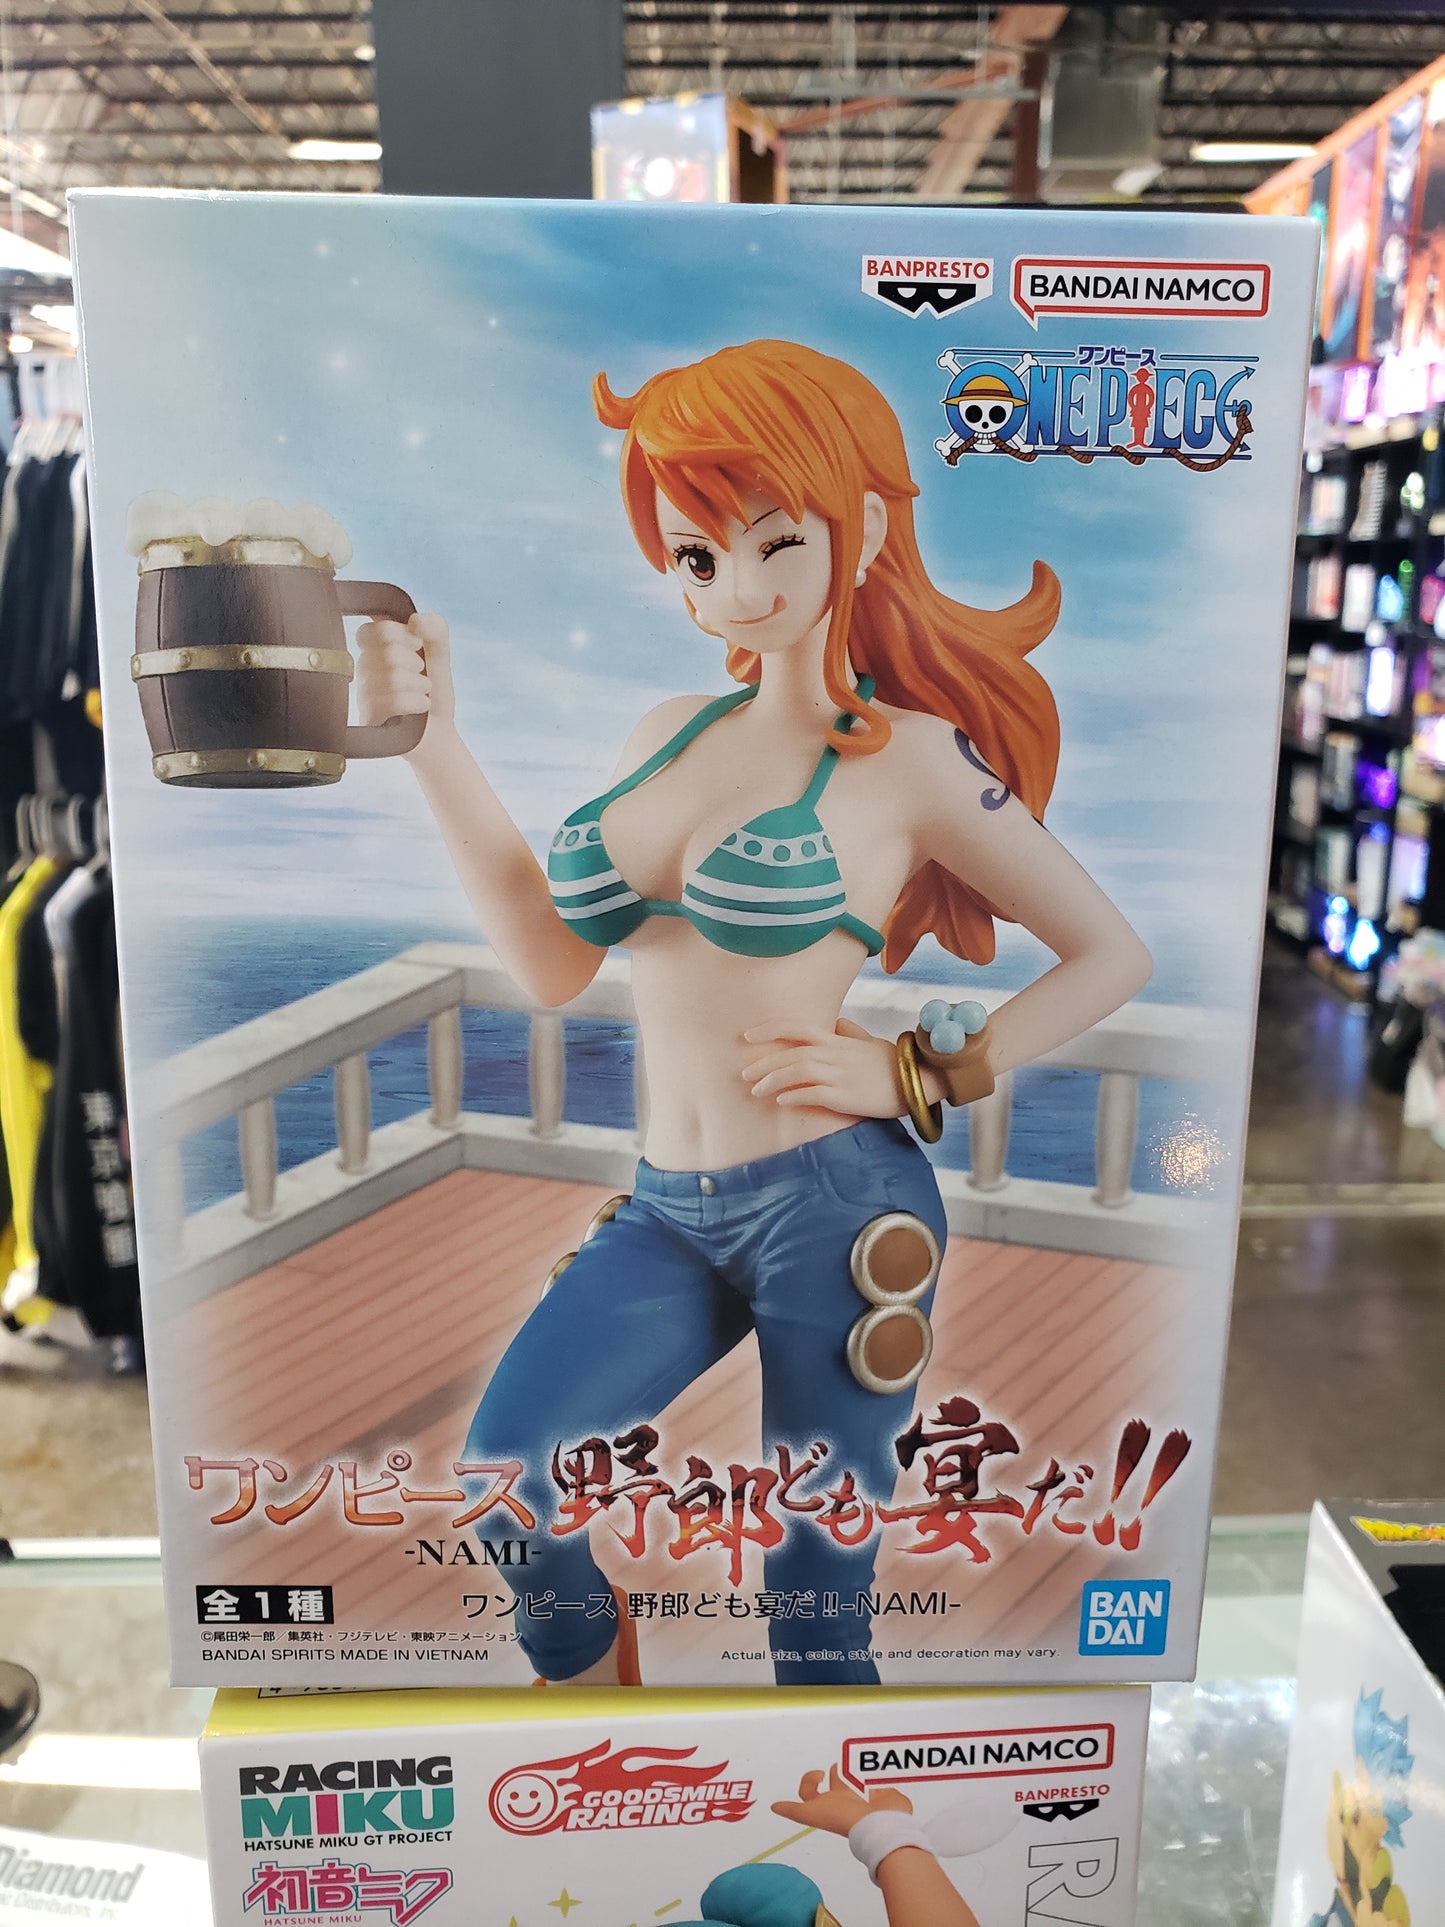 BANPRESTO
BANDAI NAMCO
ワンピース
ONE PIECE
ワンピース 野郎ども宴だ!!
-NAMI-
全1種
ワンピース 野郎ども宴だ!!-NAMI-
©尾田栄一郎／集英社・フジテレビ・東映アニメーション
BANDAI SPIRITS MADE IN VIETNAM
Actual size, color, style and decoration may vary.
BAN
DAI
RACING
MIKU
HATSUNE MIKU GT PROJECT
初音ミク
HATSUNE MIKU
GOODSMILE
RACING
BANDAI NAMCO
BANPRESTO
RA
Diamond